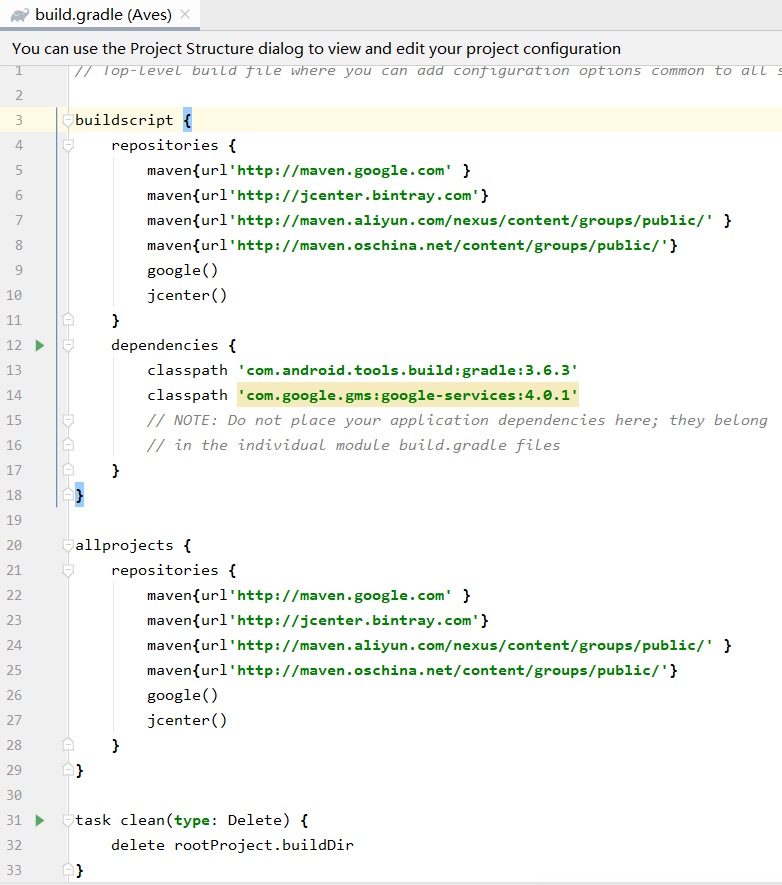 build.gradle (Aves)
You can use the Project Structure dialog to view and edit your project configuration
1 // Top-level build file where you can add configuration options common to all s
2
3 buildscript {
4 repositories {
5 maven{url'http://maven.google.com' }
6 maven{url'http://jcenter.bintray.com'}
7 maven{url'http://maven.aliyun.com/nexus/content/groups/public/' }
8 maven{url'http://maven.oschina.net/content/groups/public/'}
9 google()
10 jcenter()
11 }
12 dependencies {
13 classpath 'com.android.tools.build:gradle:3.6.3'
14 classpath 'com.google.gms:google-services:4.0.1'
15 // NOTE: Do not place your application dependencies here; they belong
16 // in the individual module build.gradle files
17 }
18 }
19
20 allprojects {
21 repositories {
22 maven{url'http://maven.google.com' }
23 maven{url'http://jcenter.bintray.com'}
24 maven{url'http://maven.aliyun.com/nexus/content/groups/public/' }
25 maven{url'http://maven.oschina.net/content/groups/public/'}
26 google()
27 jcenter()
28 }
29 }
30
31 task clean(type: Delete) {
32 delete rootProject.buildDir
33 }